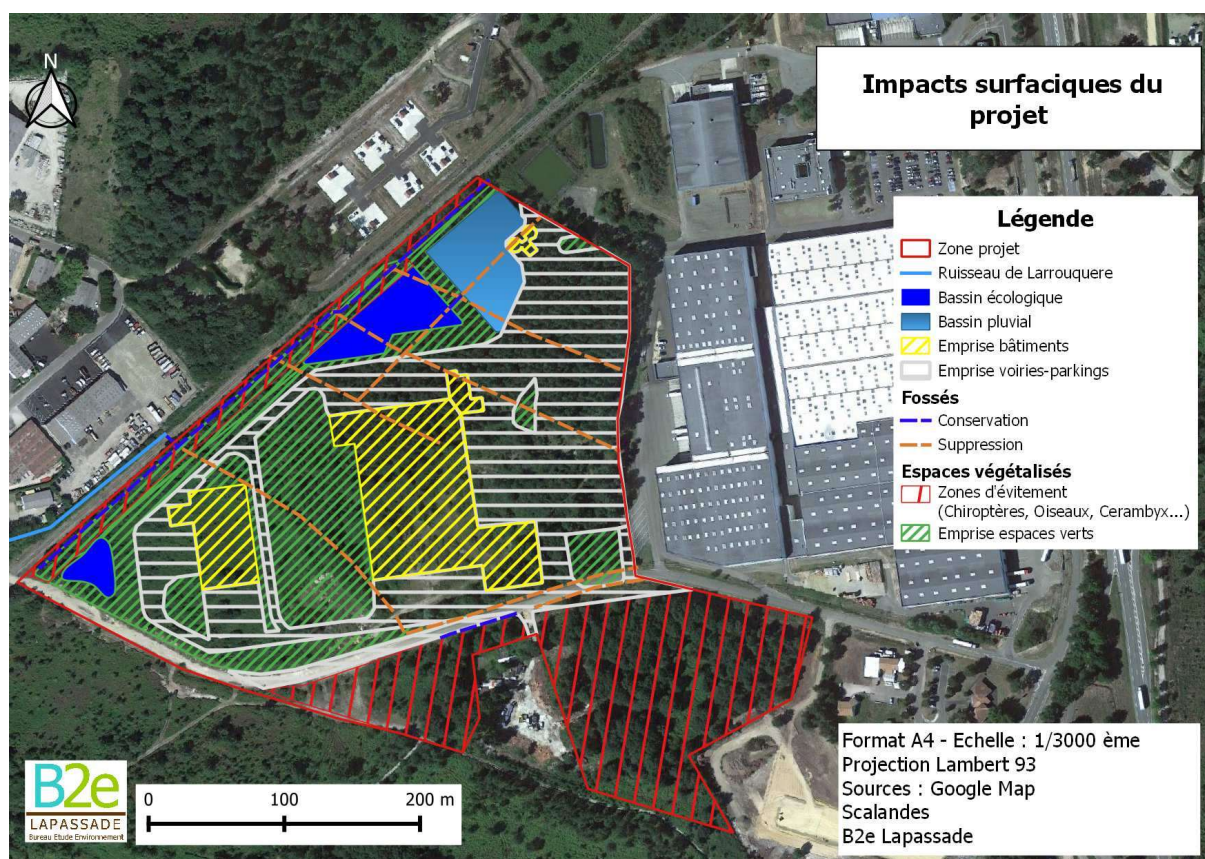 N
Impacts surfaciques du
projet
Légende
Zone projet
Ruisseau de Larrouquere
Bassin écologique
Bassin pluvial
Emprise bâtiments
Emprise voiries-parkings
Fossés
Conservation
Suppression
Espaces végétalisés
Zones d'évitement
(Chiroptères, Oiseaux, Cerambyx...)
Emprise espaces verts
B2e
LAPASSADE
Bureau Etude Environnement
0 100 200 m
Format A4 - Echelle : 1/3000 ème
Projection Lambert 93
Sources : Google Map
Scalandes
B2e Lapassade